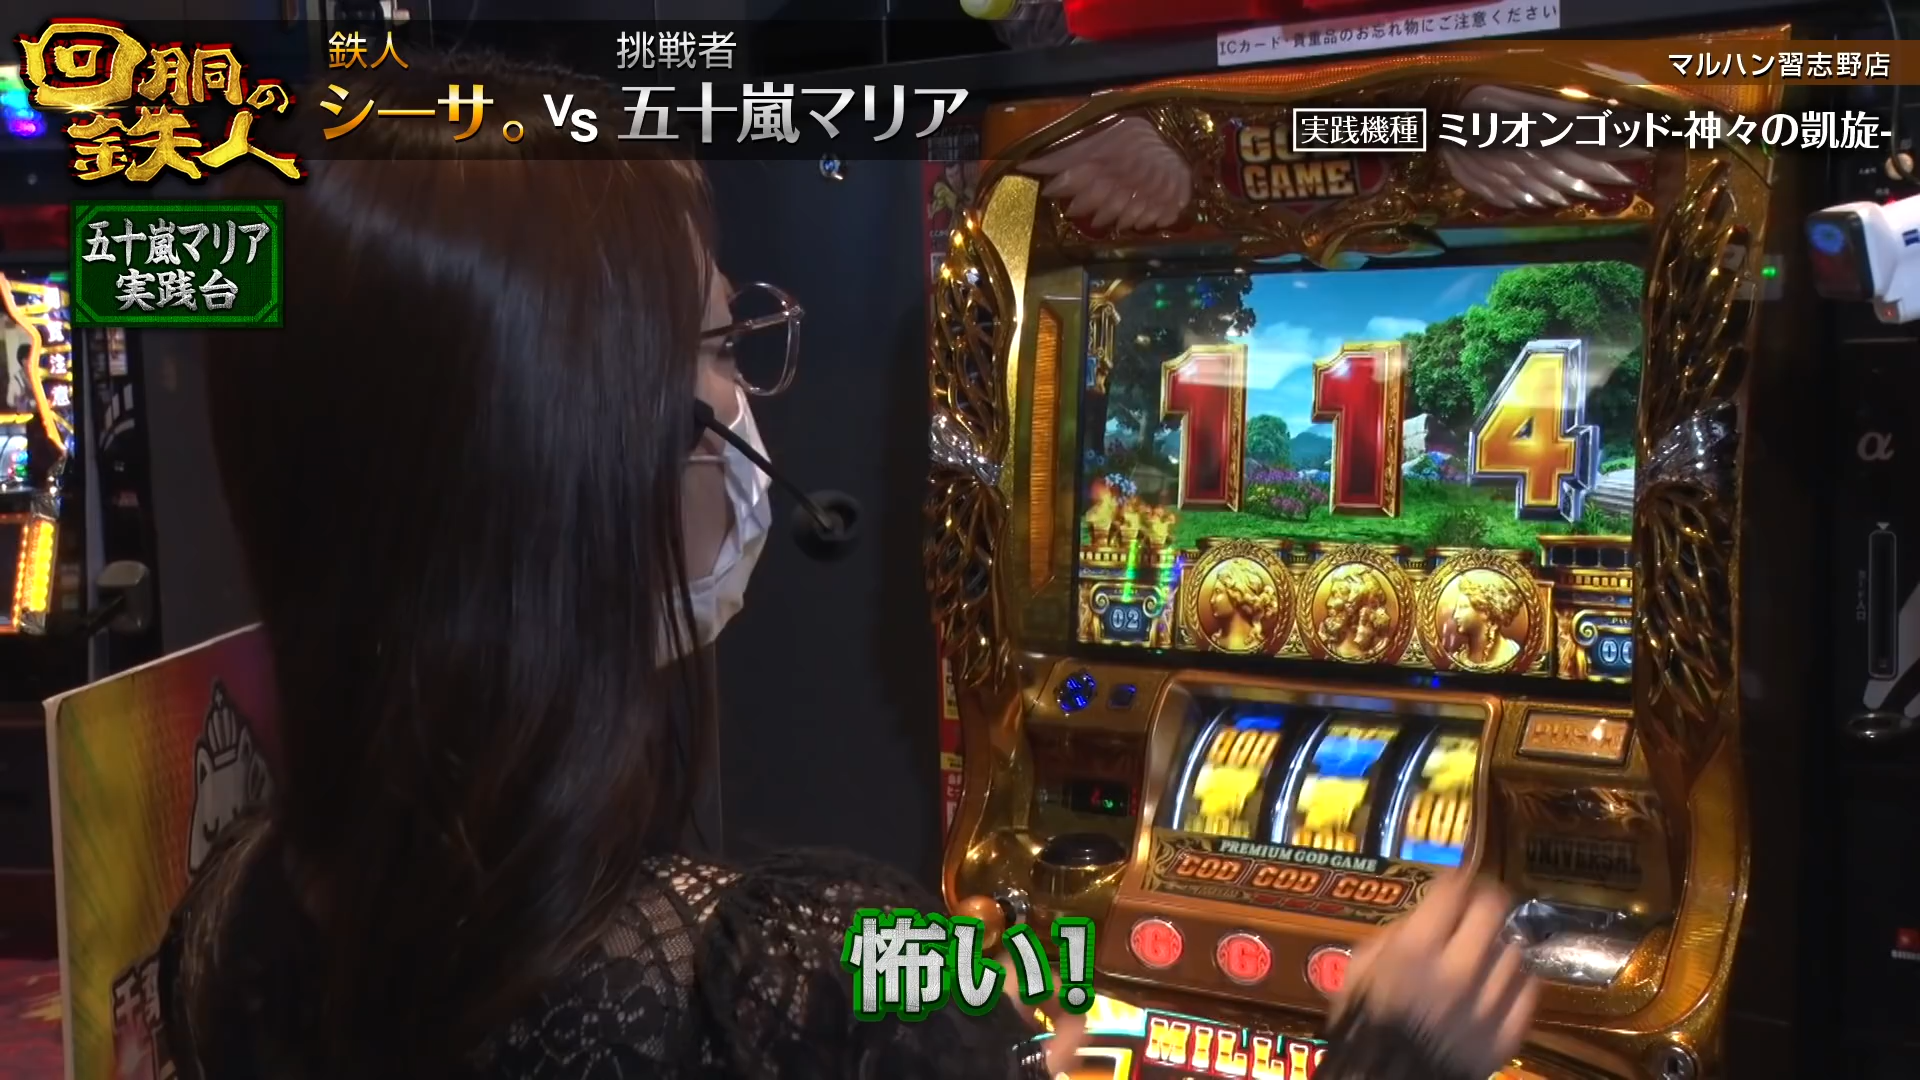 回胴の鉄人
鉄人
シーサ。
vs
挑戦者
五十嵐マリア
ICカード・貴重品のお忘れ物にご注意ください
マルハン習志野店
実践機種 ミリオンゴッド-神々の凱旋-
五十嵐マリア
実践台
GAME
114
02
00
PUSH
PREMIUM GOD GAME
GOD GOD GOD
UNIVERSAL
G G G
怖い!
α